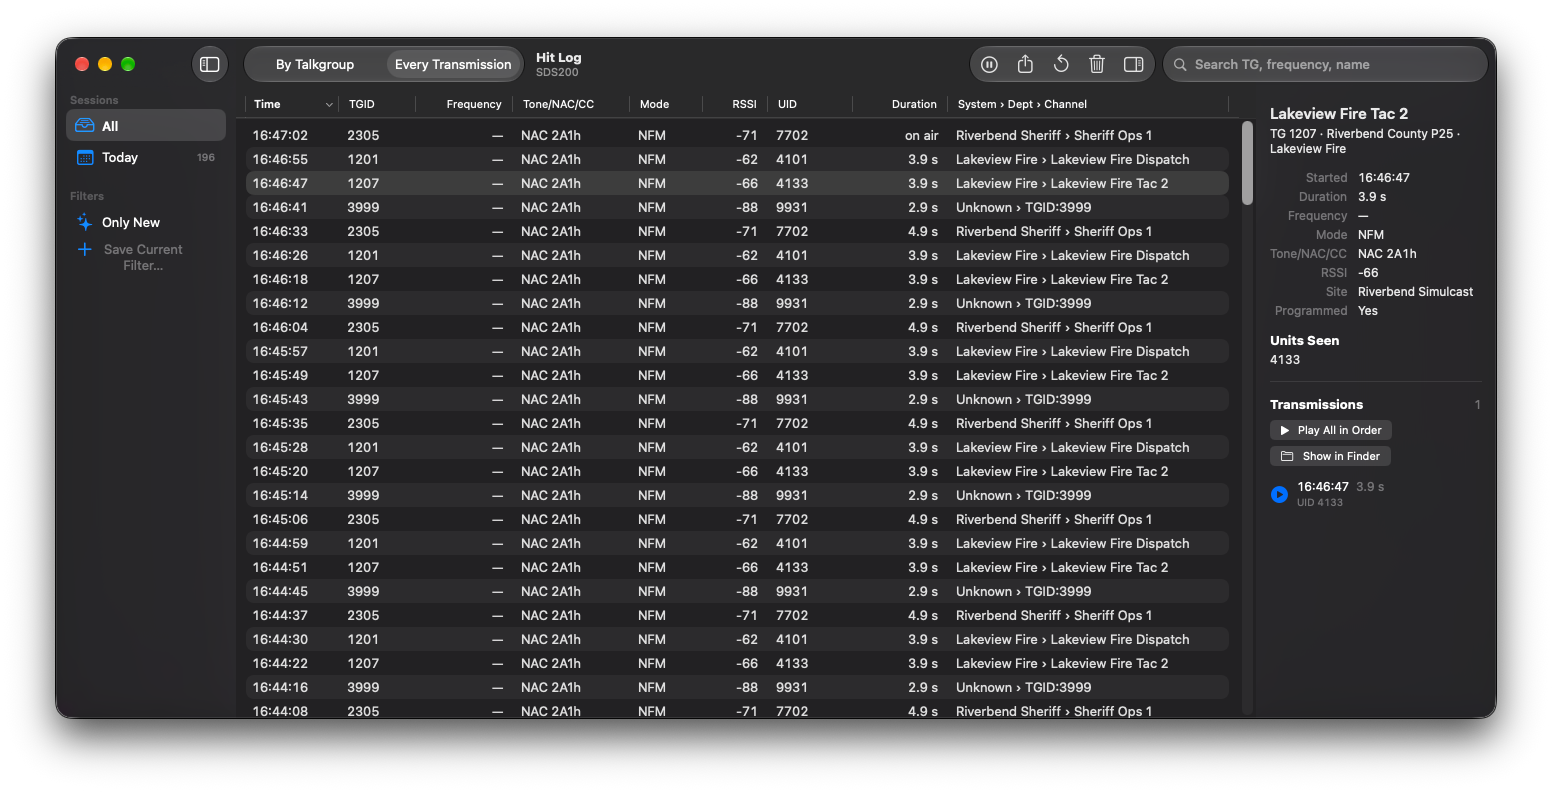 By Talkgroup Every Transmission Hit Log
SDS200
Search TG, frequency, name
Sessions
All
Today 196
Filters
Only New
Save Current
Filter...
Time TGID Frequency Tone/NAC/CC Mode RSSI UID Duration System › Dept › Channel
16:47:02 2305 — NAC 2A1h NFM -71 7702 on air Riverbend Sheriff › Sheriff Ops 1
16:46:55 1201 — NAC 2A1h NFM -62 4101 3.9 s Lakeview Fire › Lakeview Fire Dispatch
16:46:47 1207 — NAC 2A1h NFM -66 4133 3.9 s Lakeview Fire › Lakeview Fire Tac 2
16:46:41 3999 — NAC 2A1h NFM -88 9931 2.9 s Unknown › TGID:3999
16:46:33 2305 — NAC 2A1h NFM -71 7702 4.9 s Riverbend Sheriff › Sheriff Ops 1
16:46:26 1201 — NAC 2A1h NFM -62 4101 3.9 s Lakeview Fire › Lakeview Fire Dispatch
16:46:18 1207 — NAC 2A1h NFM -66 4133 3.9 s Lakeview Fire › Lakeview Fire Tac 2
16:46:12 3999 — NAC 2A1h NFM -88 9931 2.9 s Unknown › TGID:3999
16:46:04 2305 — NAC 2A1h NFM -71 7702 4.9 s Riverbend Sheriff › Sheriff Ops 1
16:45:57 1201 — NAC 2A1h NFM -62 4101 3.9 s Lakeview Fire › Lakeview Fire Dispatch
16:45:49 1207 — NAC 2A1h NFM -66 4133 3.9 s Lakeview Fire › Lakeview Fire Tac 2
16:45:43 3999 — NAC 2A1h NFM -88 9931 2.9 s Unknown › TGID:3999
16:45:35 2305 — NAC 2A1h NFM -71 7702 4.9 s Riverbend Sheriff › Sheriff Ops 1
16:45:28 1201 — NAC 2A1h NFM -62 4101 3.9 s Lakeview Fire › Lakeview Fire Dispatch
16:45:20 1207 — NAC 2A1h NFM -66 4133 3.9 s Lakeview Fire › Lakeview Fire Tac 2
16:45:14 3999 — NAC 2A1h NFM -88 9931 2.9 s Unknown › TGID:3999
16:45:06 2305 — NAC 2A1h NFM -71 7702 4.9 s Riverbend Sheriff › Sheriff Ops 1
16:44:59 1201 — NAC 2A1h NFM -62 4101 3.9 s Lakeview Fire › Lakeview Fire Dispatch
16:44:51 1207 — NAC 2A1h NFM -66 4133 3.9 s Lakeview Fire › Lakeview Fire Tac 2
16:44:45 3999 — NAC 2A1h NFM -88 9931 2.9 s Unknown › TGID:3999
16:44:37 2305 — NAC 2A1h NFM -71 7702 4.9 s Riverbend Sheriff › Sheriff Ops 1
16:44:30 1201 — NAC 2A1h NFM -62 4101 3.9 s Lakeview Fire › Lakeview Fire Dispatch
16:44:22 1207 — NAC 2A1h NFM -66 4133 3.9 s Lakeview Fire › Lakeview Fire Tac 2
16:44:16 3999 — NAC 2A1h NFM -88 9931 2.9 s Unknown › TGID:3999
16:44:08 2305 — NAC 2A1h NFM -71 7702 4.9 s Riverbend Sheriff › Sheriff Ops 1
Lakeview Fire Tac 2
TG 1207 · Riverbend County P25 ·
Lakeview Fire
Started 16:46:47
Duration 3.9 s
Frequency —
Mode NFM
Tone/NAC/CC NAC 2A1h
RSSI -66
Site Riverbend Simulcast
Programmed Yes
Units Seen
4133
Transmissions 1
Play All in Order
Show in Finder
16:46:47 3.9 s
UID 4133